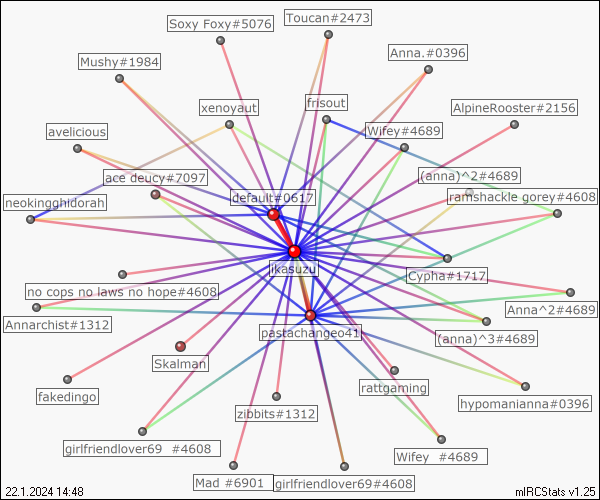 Soxy Foxy#5076
Toucan#2473
Anna.#0396
Mushy#1984
xenoyaut
frisout
AlpineRooster#2156
avelicious
Wifey#4689
ace deucy#7097
(anna)^2#4689
neokingghidorah
default#0617
ramshackle gorey#4608
ikasuzu
Cypha#1717
no cops no laws no hope#4608
Annarchist#1312
Anna^2#4689
pastachangeo41
(anna)^3#4689
Skalman
fakedingo
rattgaming
zibbits#1312
hypomanianna#0396
girlfriendlover69 #4608
Wifey #4689
Mad #6901
girlfriendlover69#4608
22.1.2024 14:48
mIRCStats v1.25